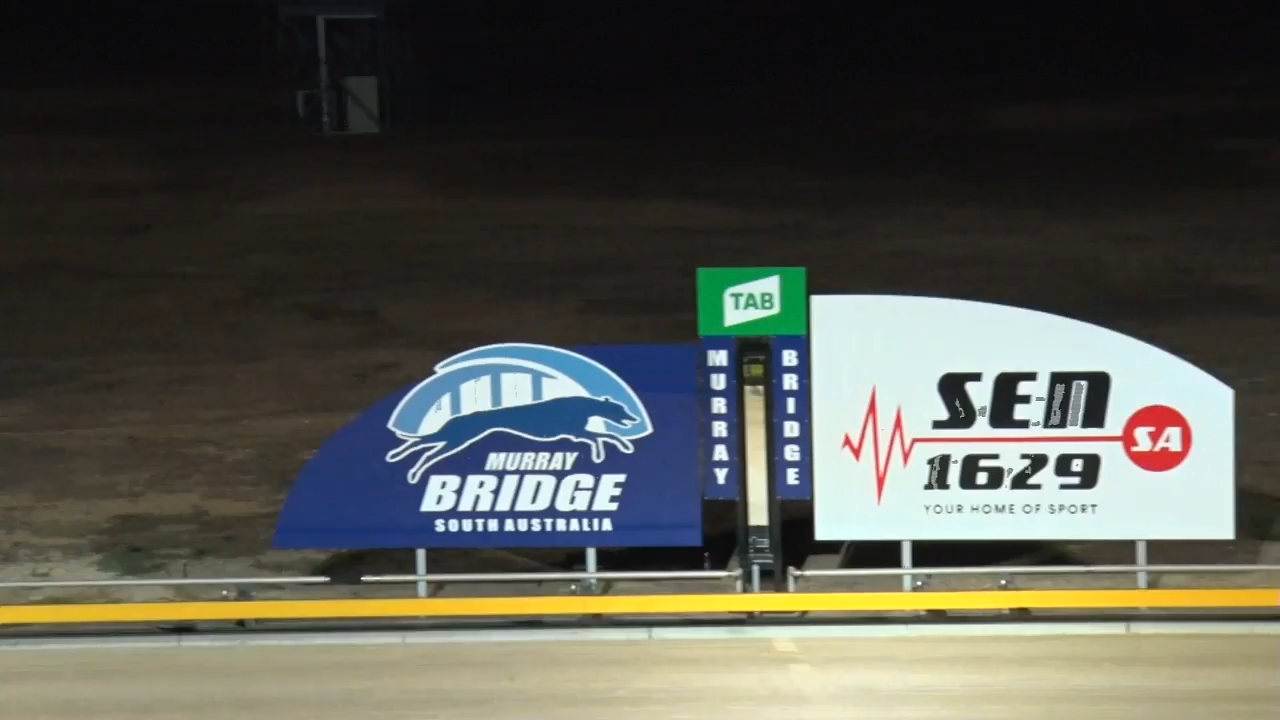 TAB
MURRAY
BRIDGE
MURRAY
BRIDGE
SOUTH AUSTRALIA
SEN
SA
1629
YOUR HOME OF SPORT